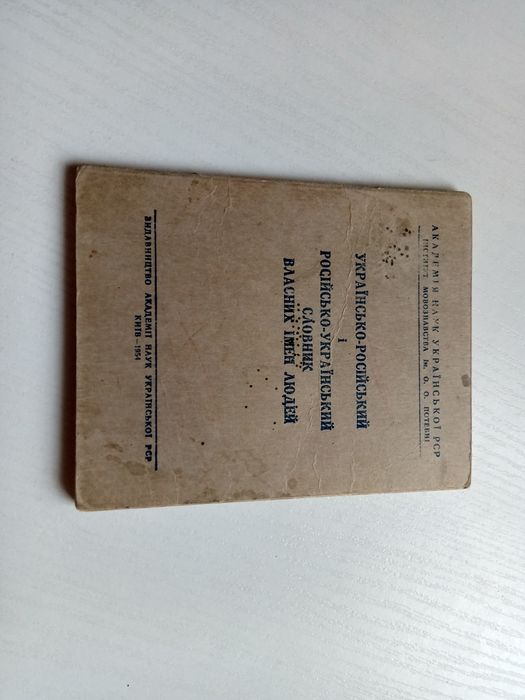 АКАДЕМІЯ НАУК УКРАЇНСЬКОЇ РСР
ІНСТИТУТ МОВОЗНАВСТВА ім. О. О. ПОТЕБНІ
УКРАЇНСЬКО-РОСІЙСЬКИЙ
і
РОСІЙСЬКО-УКРАЇНСЬКИЙ
СЛОВНИК
ВЛАСНИХ ІМЕН ЛЮДЕЙ
ВИДАВНИЦТВО АКАДЕМІЇ НАУК УКРАЇНСЬКОЇ РСР
КИЇВ—1954